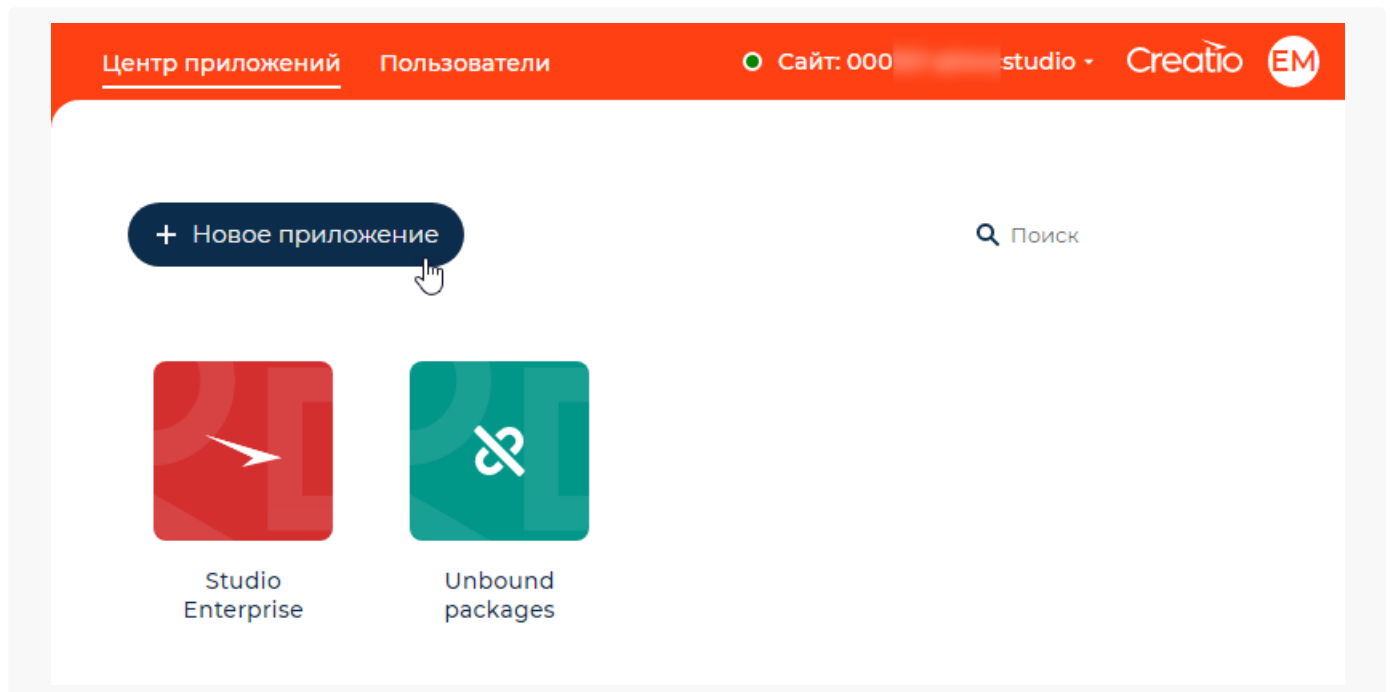 Центр приложений Пользователи Сайт: 000 studio Creatio EM
+ Новое приложение Поиск
Studio Enterprise
Unbound packages